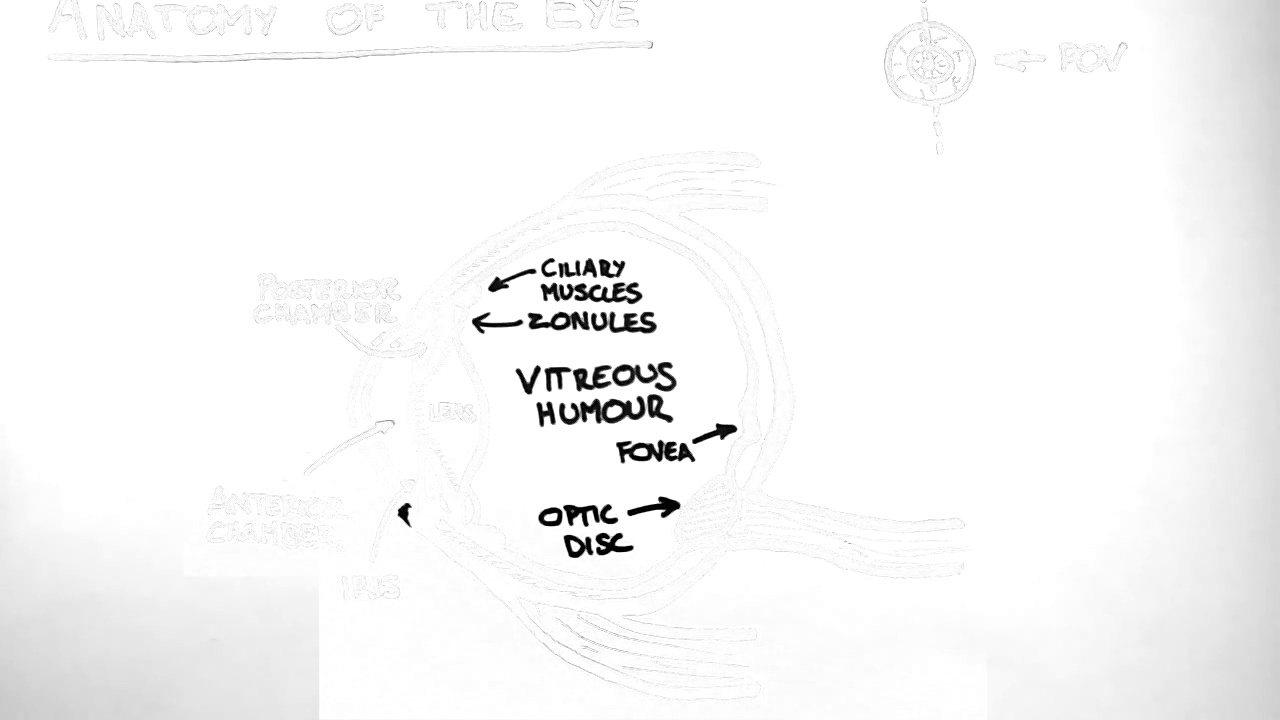 ANATOMY OF THE EYE
POV
CILIARY
MUSCLES
POSTERIOR
CHAMBER
ZONULES
VITREOUS
HUMOUR
LENS
FOVEA
ANTERIOR
CHAMBER
OPTIC
DISC
IRIS